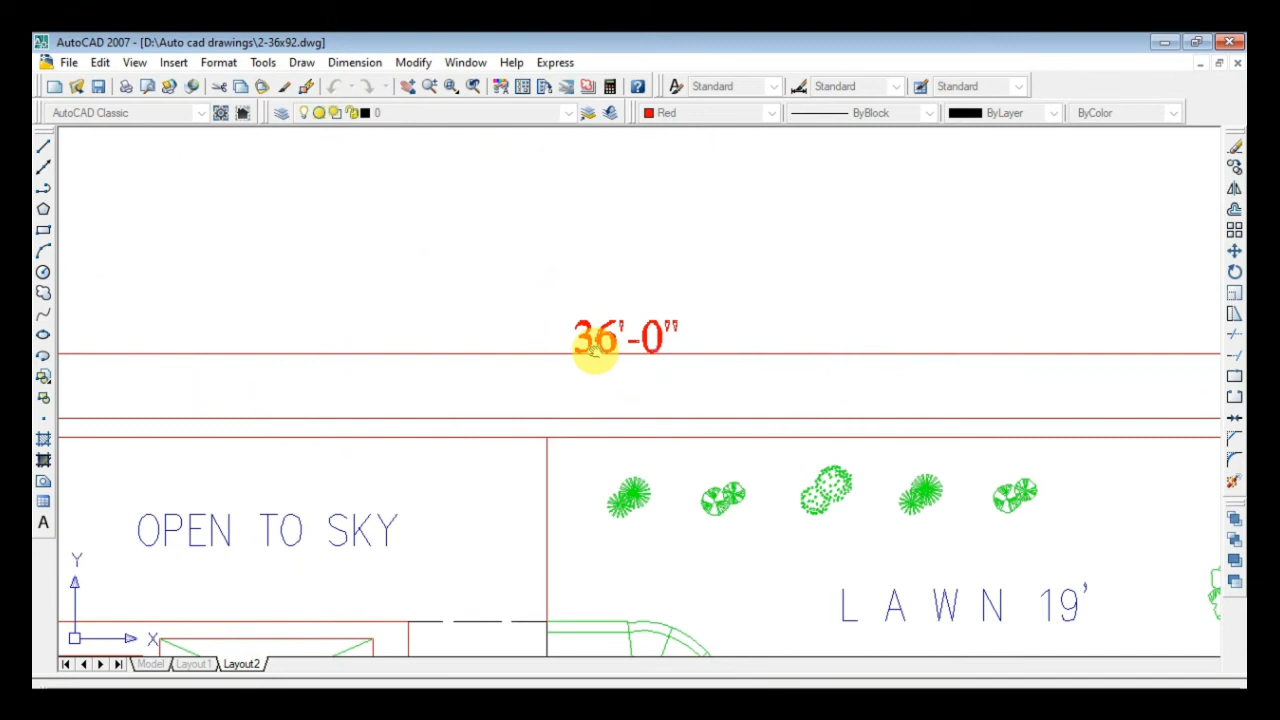 AutoCAD 2007 - [D:\Auto cad drawings\2-36x92.dwg]
File Edit View Insert Format Tools Draw Dimension Modify Window Help Express
Standard Standard Standard
AutoCAD Classic 0 Red ByBlock ByLayer ByColor
36'-0"
OPEN TO SKY
L A W N 19'
Y
X
A
Model Layout1 Layout2